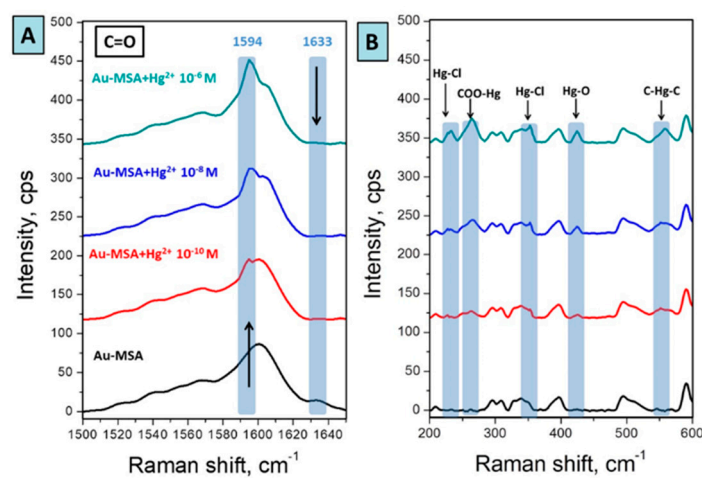 A
C=O
1594
1633
Au-MSA+Hg²⁺ 10⁻⁶ M
Au-MSA+Hg²⁺ 10⁻⁸ M
Au-MSA+Hg²⁺ 10⁻¹⁰ M
Au-MSA
Intensity, cps
500
450
400
350
300
250
200
150
100
50
0
1500 1520 1540 1560 1580 1600 1620 1640
Raman shift, cm⁻¹
B
Hg-Cl
COO-Hg
Hg-Cl
Hg-O
C-Hg-C
Intensity, cps
500
450
400
350
300
250
200
150
100
50
0
200 300 400 500 600
Raman shift, cm⁻¹